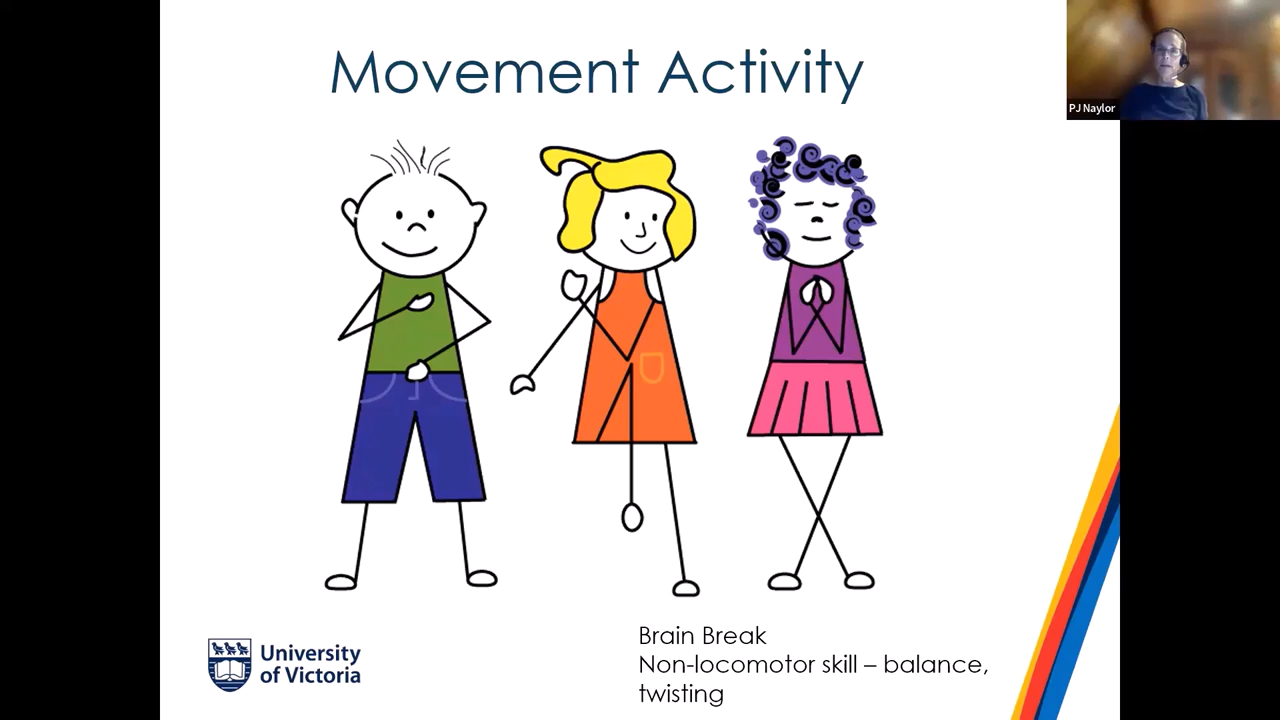 Movement Activity
PJ Naylor
Brain Break
Non-locomotor skill – balance,
twisting
University
of Victoria